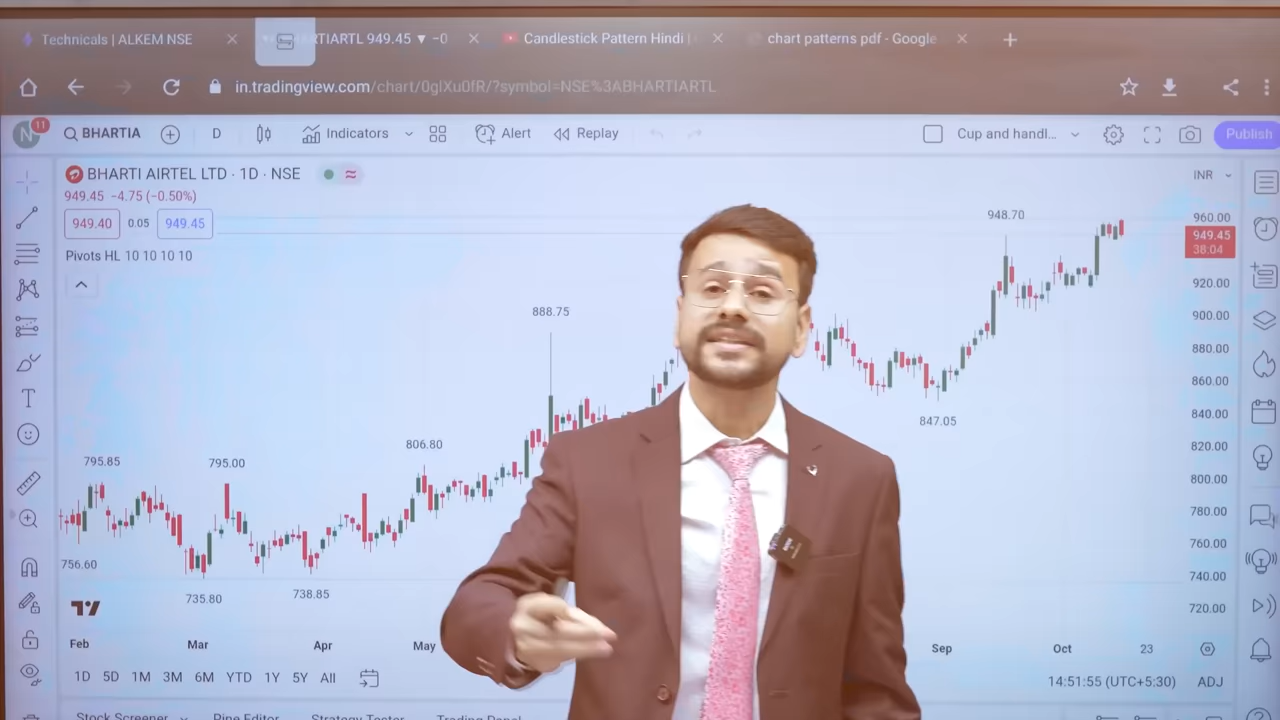 Technicals | ALKEM NSE
RTIARTL 949.45 ▼ −0
Candlestick Pattern Hindi |
chart patterns pdf - Google
in.tradingview.com/chart/0glXu0fR/?symbol=NSE%3ABHARTIARTL
N 11
BHARTIA
D
Indicators
Alert
Replay
Cup and handl...
Publish
BHARTI AIRTEL LTD · 1D · NSE
INR
949.45 −4.75 (−0.50%)
949.40 0.05 949.45
Pivots HL 10 10 10 10
948.70
888.75
847.05
806.80
795.85
795.00
756.60
735.80
738.85
960.00
949.45
38:04
920.00
900.00
880.00
860.00
840.00
820.00
800.00
780.00
760.00
740.00
720.00
Feb Mar Apr May Sep Oct 23
1D 5D 1M 3M 6M YTD 1Y 5Y All
14:51:55 (UTC+5:30) ADJ
Stock Screener Pine Editor Strategy Tester Trading Panel